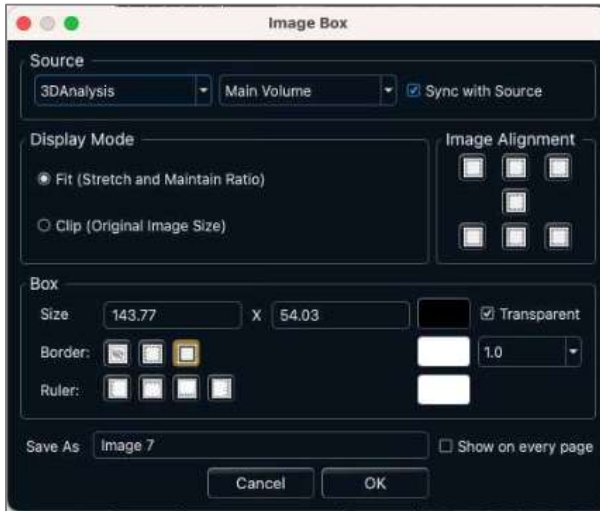 Image Box
Source
3DAnalysis
Main Volume
Sync with Source
Display Mode
Image Alignment
Fit (Stretch and Maintain Ratio)
Clip (Original Image Size)
Box
Size
143.77
X
54.03
Transparent
Border:
1.0
Ruler:
Save As
Image 7
Show on every page
Cancel
OK